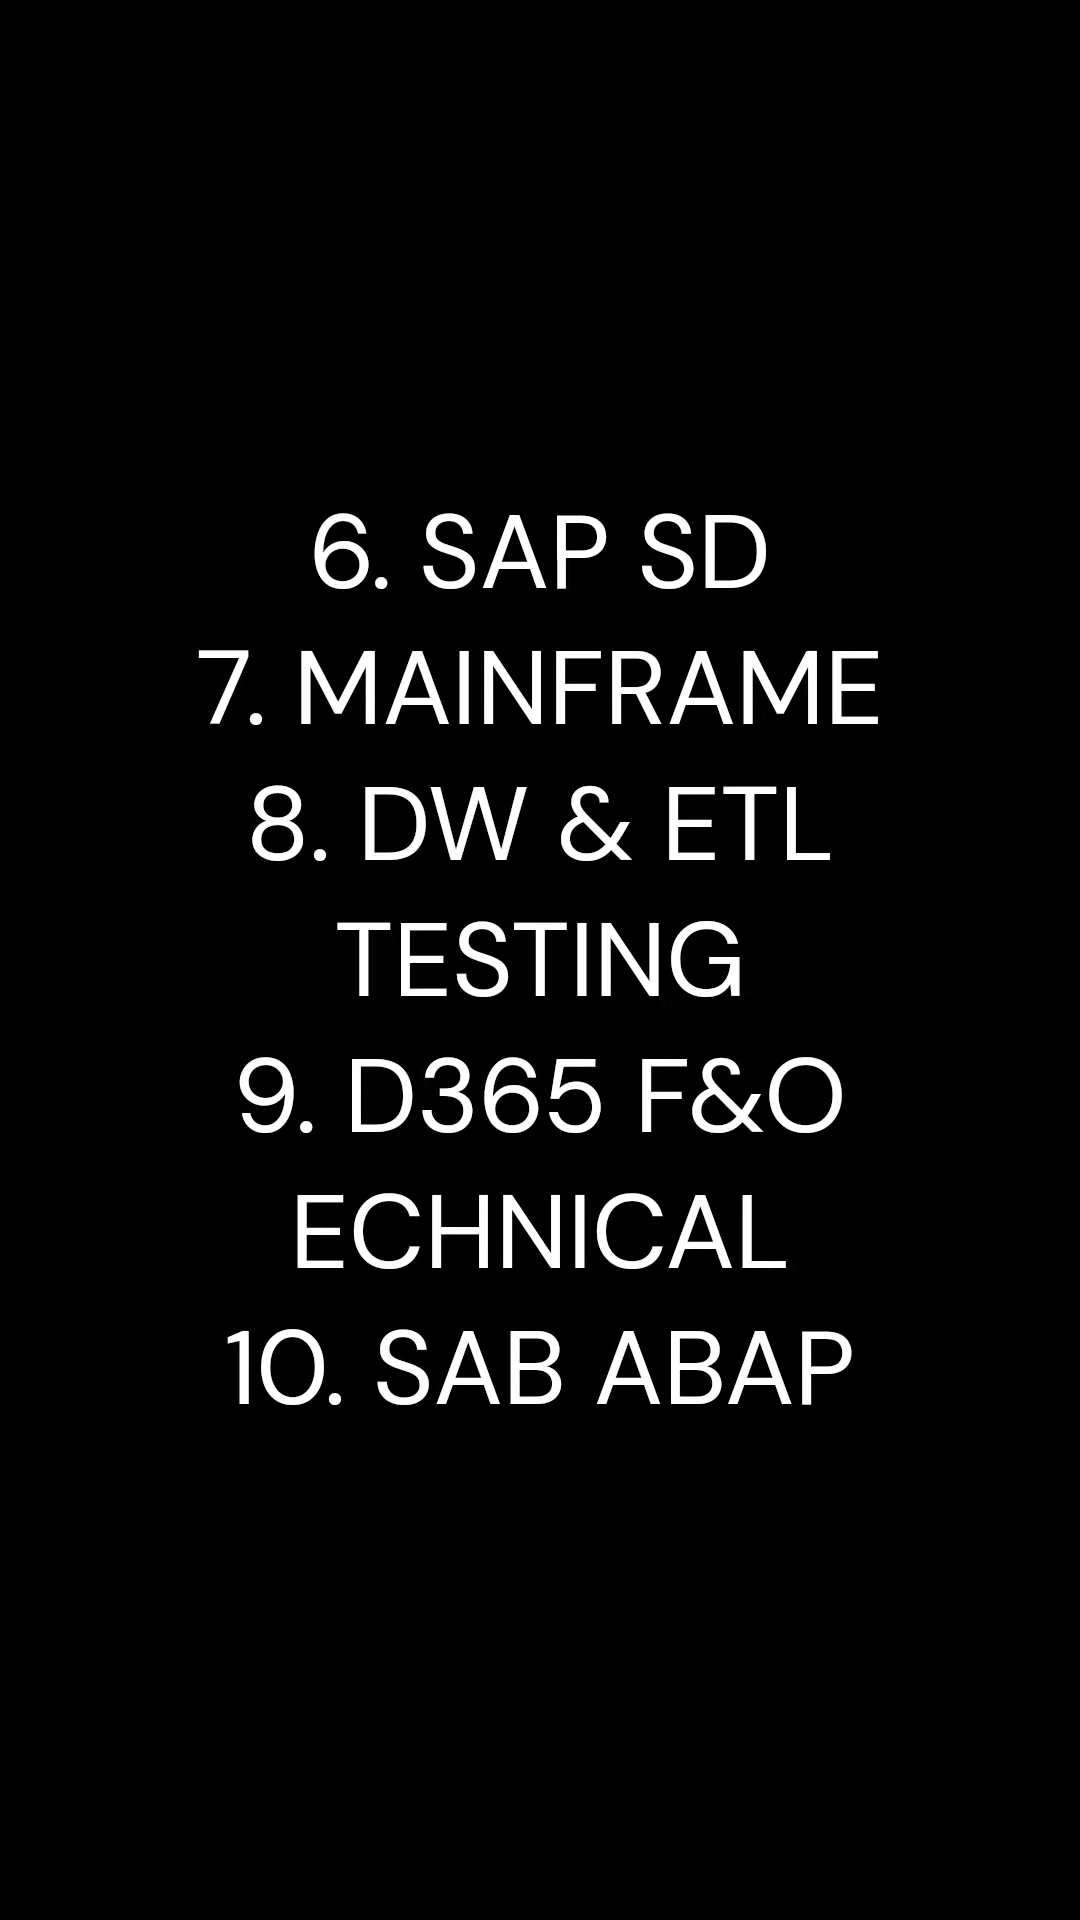 6. SAP SD
7. MAINFRAME
8. DW & ETL
TESTING
9. D365 F&O
ECHNICAL
10. SAB ABAP